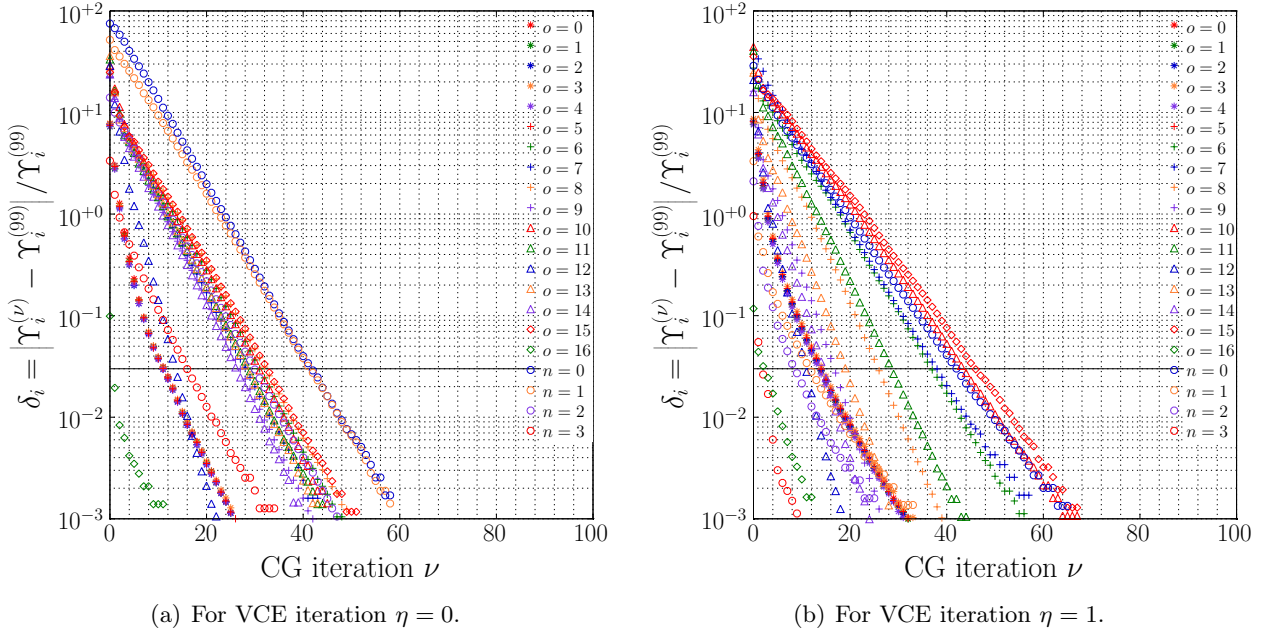 10^{+2}
10^{+1}
10^{+0}
10^{-1}
10^{-2}
10^{-3}
δ_i = |Υ_i^{(ν)} − Υ_i^{(99)}| / Υ_i^{(99)}
0 20 40 60 80 100
CG iteration ν
o = 0
o = 1
o = 2
o = 3
o = 4
o = 5
o = 6
o = 7
o = 8
o = 9
o = 10
o = 11
o = 12
o = 13
o = 14
o = 15
o = 16
n = 0
n = 1
n = 2
n = 3
(a) For VCE iteration η = 0.
10^{+2}
10^{+1}
10^{+0}
10^{-1}
10^{-2}
10^{-3}
δ_i = |Υ_i^{(ν)} − Υ_i^{(99)}| / Υ_i^{(99)}
0 20 40 60 80 100
CG iteration ν
o = 0
o = 1
o = 2
o = 3
o = 4
o = 5
o = 6
o = 7
o = 8
o = 9
o = 10
o = 11
o = 12
o = 13
o = 14
o = 15
o = 16
n = 0
n = 1
n = 2
n = 3
(b) For VCE iteration η = 1.